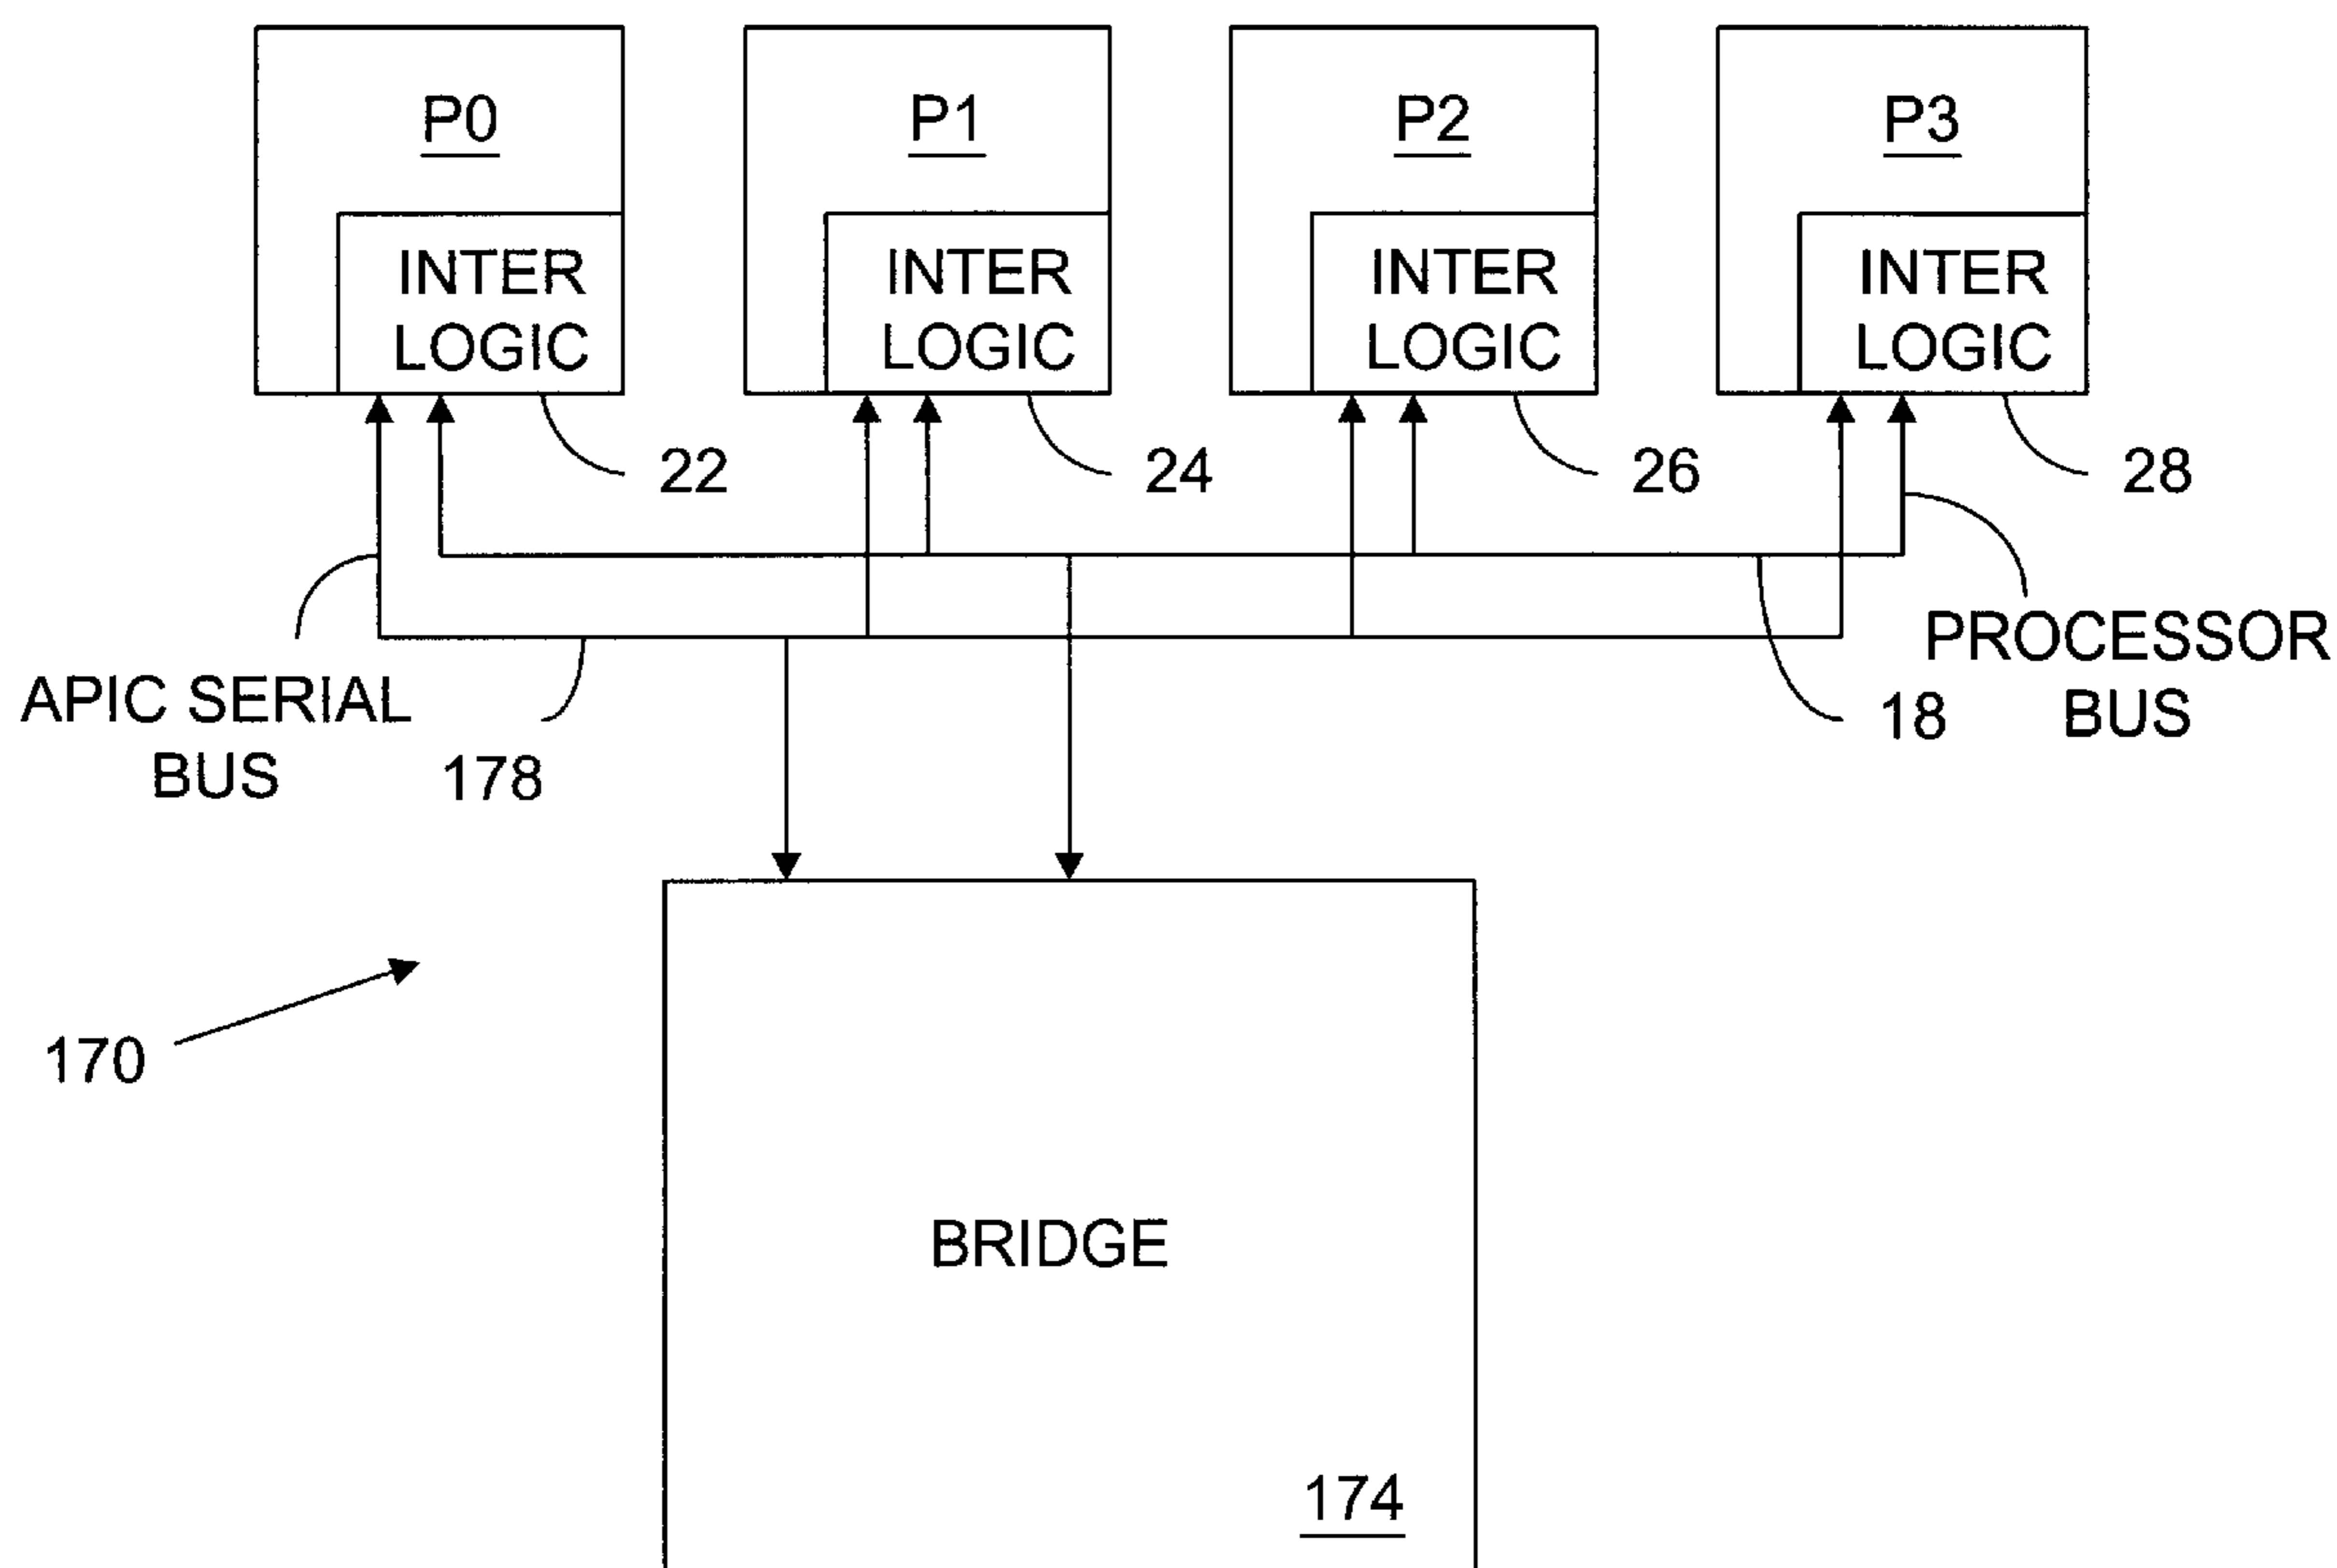 P0
P1
P2
P3
INTER
LOGIC
INTER
LOGIC
INTER
LOGIC
INTER
LOGIC
22
24
26
28
APIC SERIAL
BUS
178
18
PROCESSOR
BUS
170
BRIDGE
174